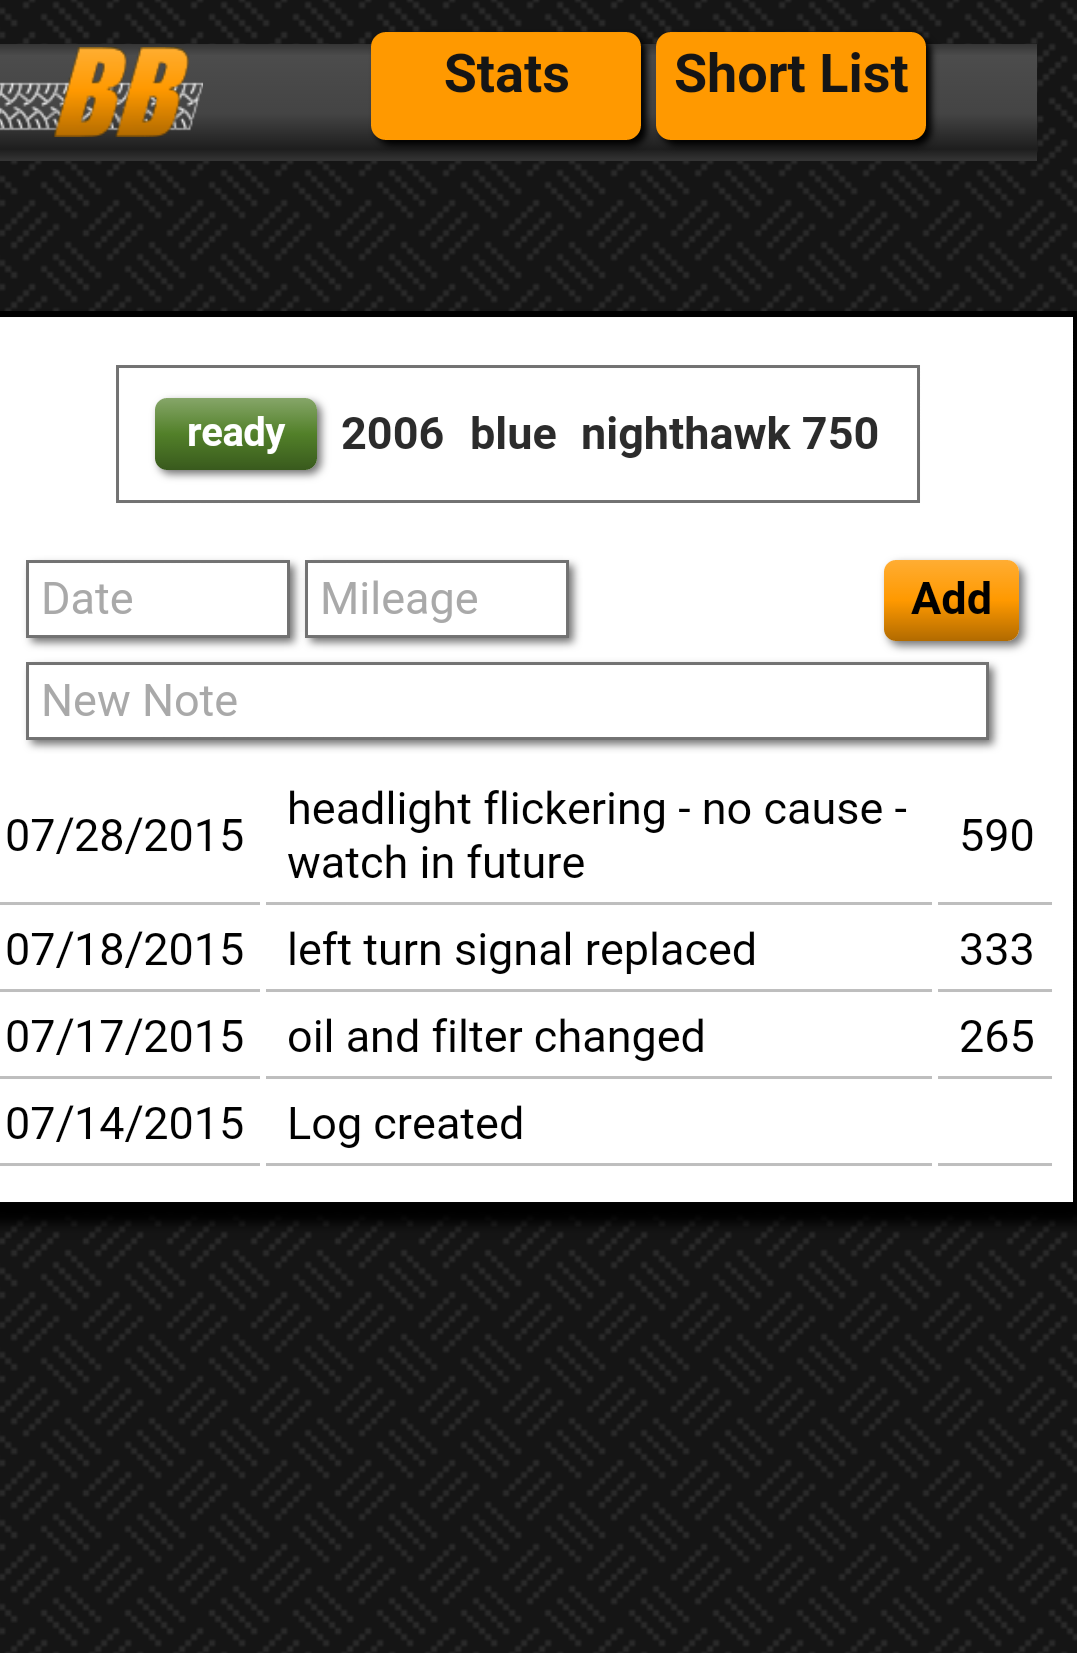 BB
Stats
Short List
ready 2006 blue nighthawk 750
Date Mileage Add
New Note
07/28/2015 headlight flickering - no cause - 590
watch in future
07/18/2015 left turn signal replaced 333
07/17/2015 oil and filter changed 265
07/14/2015 Log created